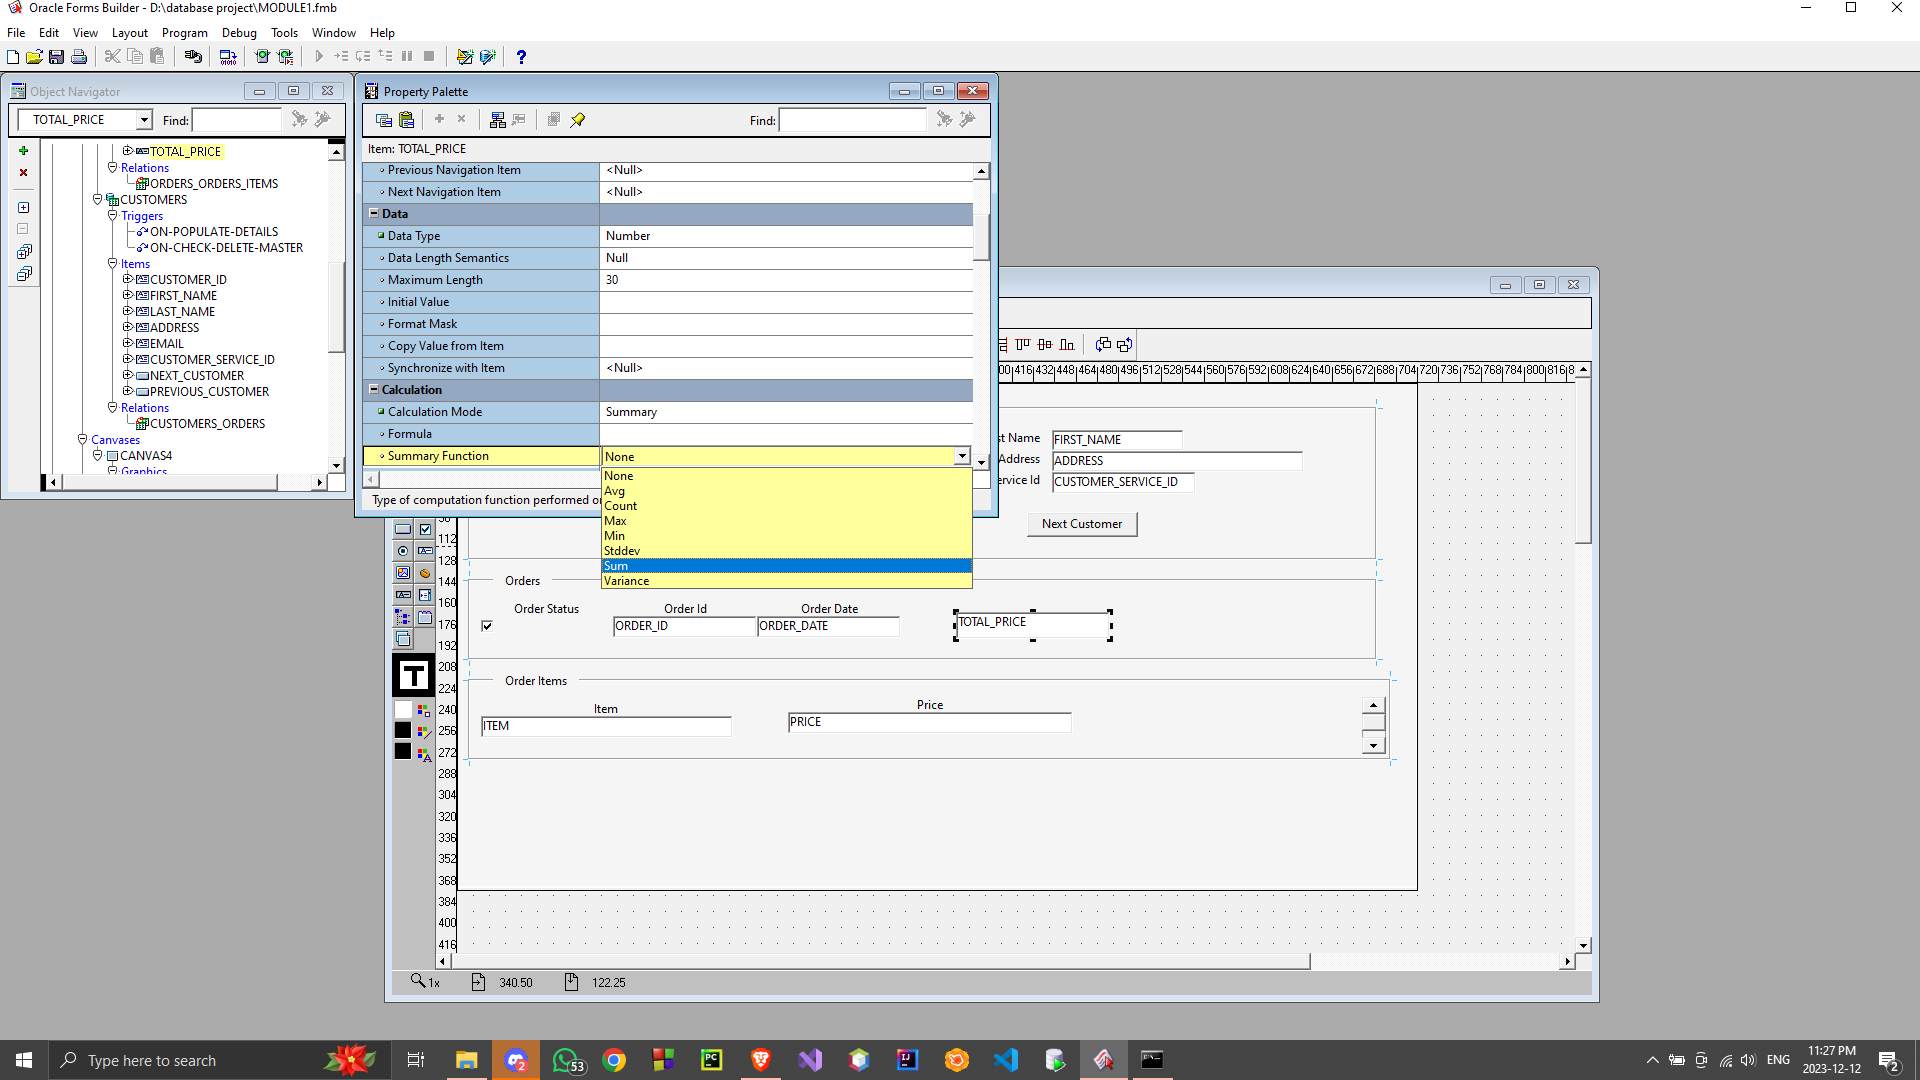 Oracle Forms Builder - D:\database project\MODULE1.fmb
File Edit View Layout Program Debug Tools Window Help
Object Navigator
TOTAL_PRICE Find:
TOTAL_PRICE
Relations
ORDERS_ORDERS_ITEMS
CUSTOMERS
Triggers
ON-POPULATE-DETAILS
ON-CHECK-DELETE-MASTER
Items
CUSTOMER_ID
FIRST_NAME
LAST_NAME
ADDRESS
EMAIL
CUSTOMER_SERVICE_ID
NEXT_CUSTOMER
PREVIOUS_CUSTOMER
Relations
CUSTOMERS_ORDERS
Canvases
CANVAS4
Graphics
Property Palette
Find:
Item: TOTAL_PRICE
Previous Navigation Item <Null>
Next Navigation Item <Null>
Data
Data Type Number
Data Length Semantics Null
Maximum Length 30
Initial Value
Format Mask
Copy Value from Item
Synchronize with Item <Null>
Calculation
Calculation Mode Summary
Formula
Summary Function None
None
Avg
Count
Max
Min
Stddev
Sum
Variance
Type of computation function performed o
00 416 432 448 464 480 496 512 528 544 560 576 592 608 624 640 656 672 688 704 720 736 752 768 784 800 816 8
st Name FIRST_NAME
Address ADDRESS
ervice Id CUSTOMER_SERVICE_ID
Next Customer
Orders
Order Status Order Id Order Date
ORDER_ID ORDER_DATE TOTAL_PRICE
Order Items
Item Price
ITEM PRICE
112
128
144
160
176
192
208
224
240
256
272
288
304
320
336
352
368
384
400
416
T
1x 340.50 122.25
Type here to search
53
2
PC
IJ
ENG
11:27 PM
2023-12-12
2